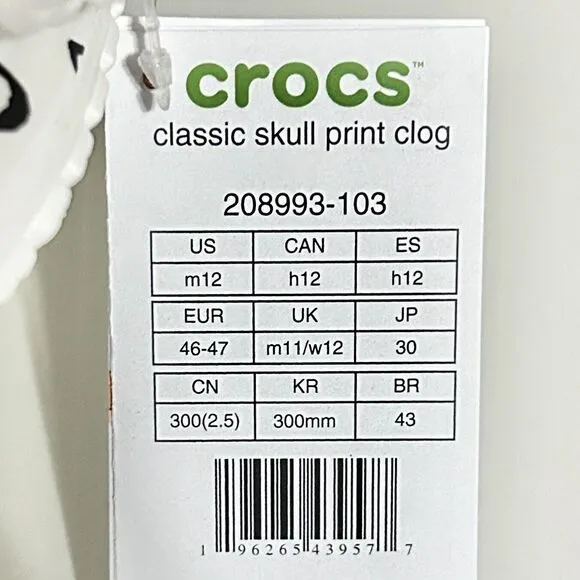 crocs™
classic skull print clog
208993-103
US CAN ES
m12 h12 h12
EUR UK JP
46-47 m11/w12 30
CN KR BR
300(2.5) 300mm 43
1 96265 43957 7